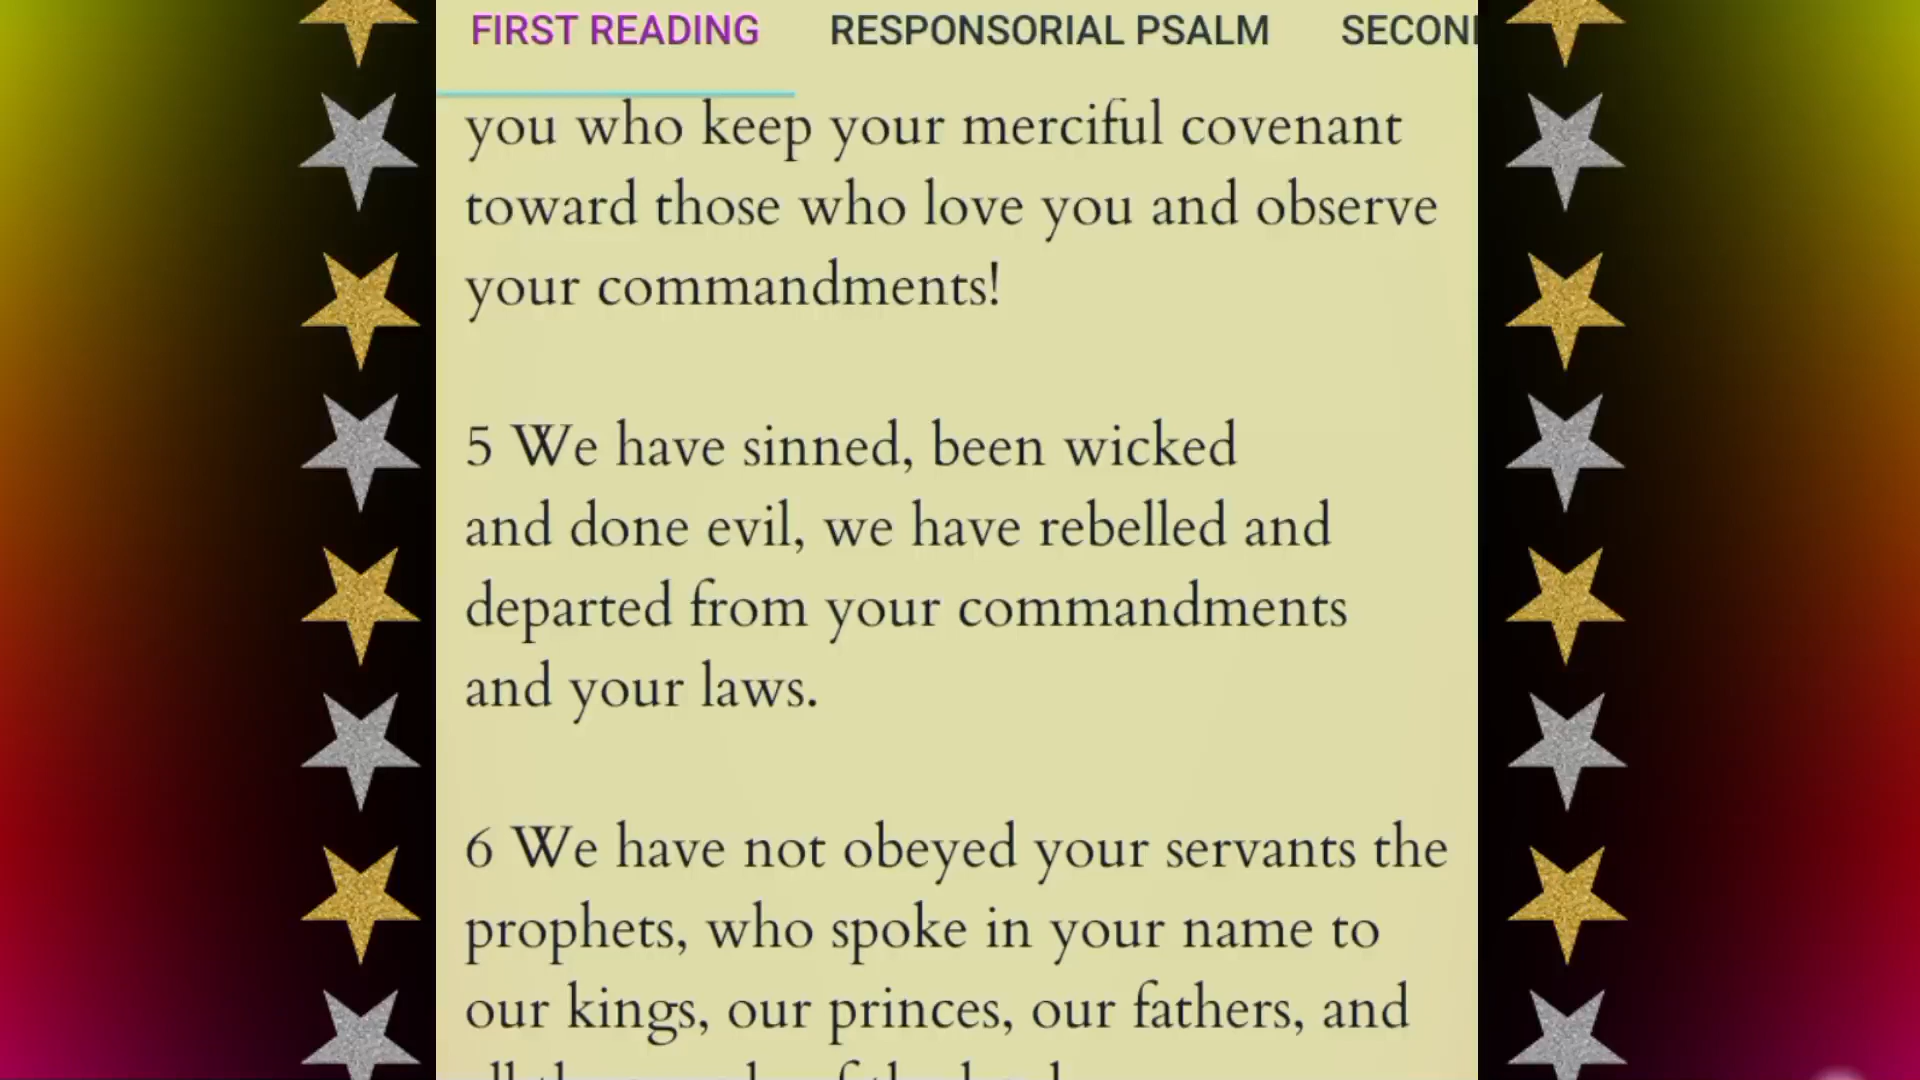 FIRST READING RESPONSORIAL PSALM SECON
you who keep your merciful covenant
toward those who love you and observe
your commandments!
5 We have sinned, been wicked
and done evil, we have rebelled and
departed from your commandments
and your laws.
6 We have not obeyed your servants the
prophets, who spoke in your name to
our kings, our princes, our fathers, and